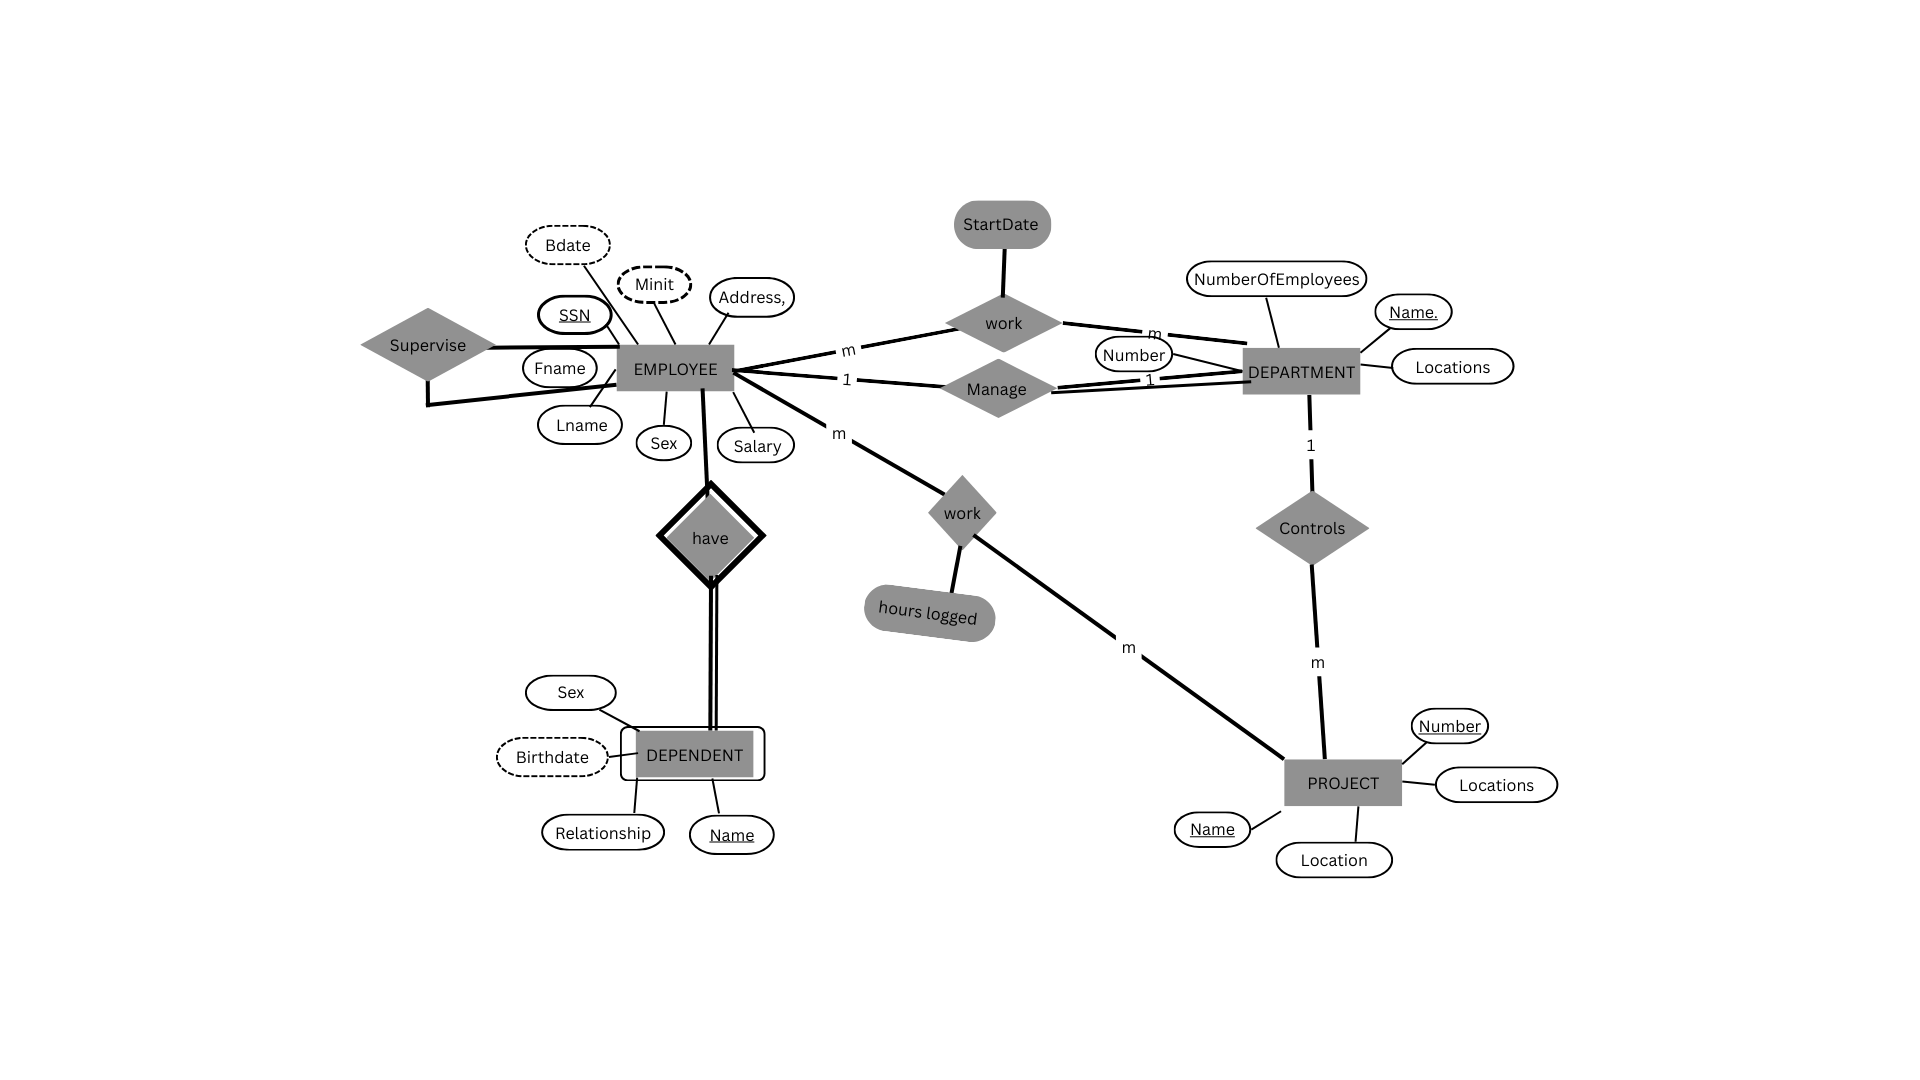 StartDate
Bdate
Minit
Address,
NumberOfEmployees
Name.
SSN
work
m
m
Supervise
Fname
EMPLOYEE
1
Manage
Number
1
DEPARTMENT
Locations
Lname
Sex
Salary
m
1
have
work
Controls
hours logged
m
m
Sex
Birthdate
DEPENDENT
Relationship
Name
Number
PROJECT
Locations
Name
Location